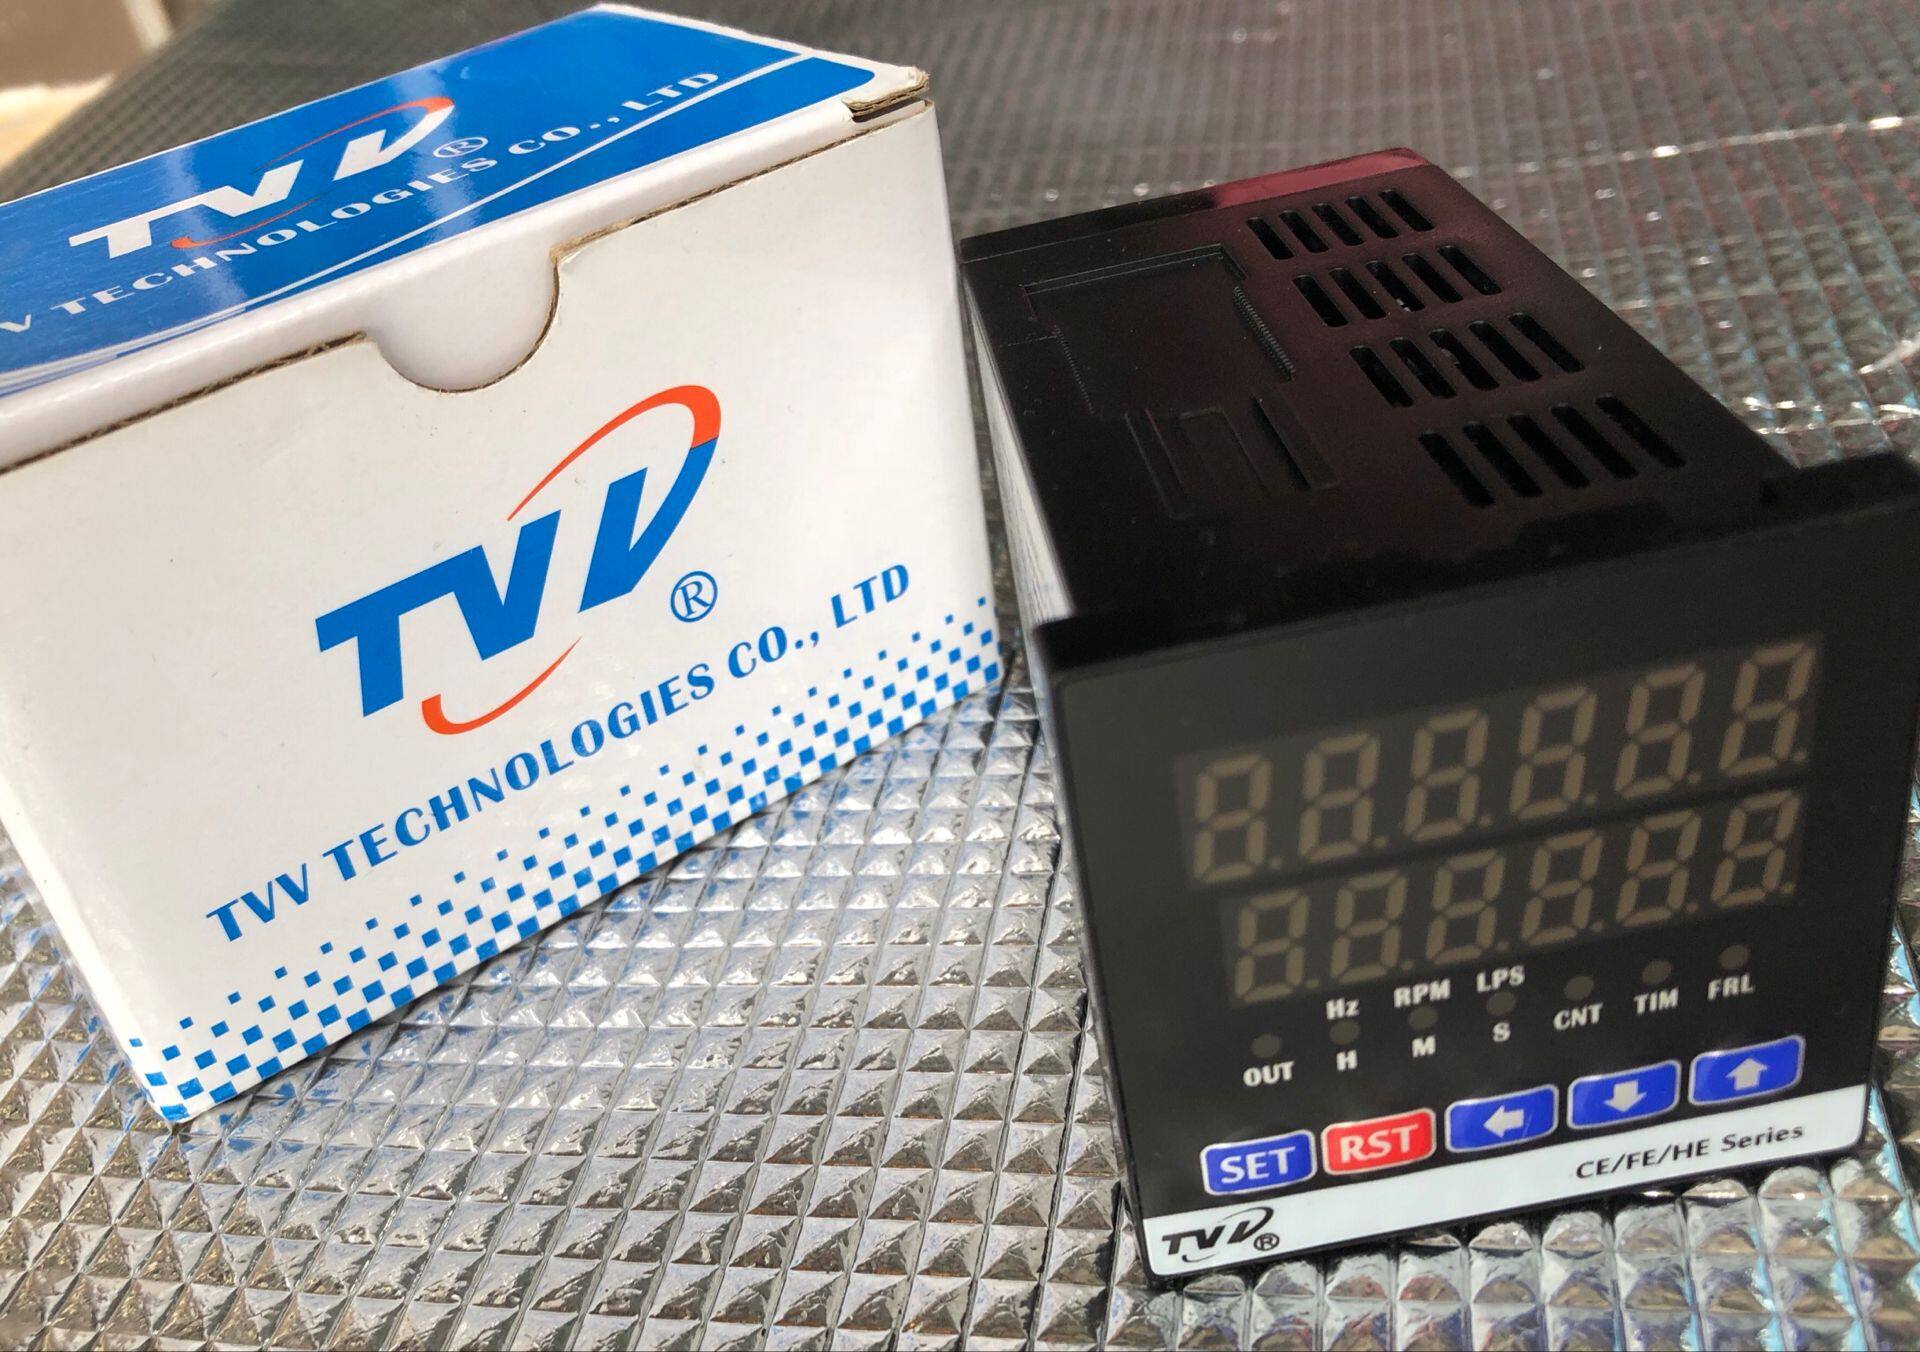 TVV®
V TECHNOLOGIES CO., LTD
TVV®
TVV TECHNOLOGIES CO., LTD
Hz RPM LPS
OUT H M S CNT TIM FRL
SET RST
CE/FE/HE Series
TVV®